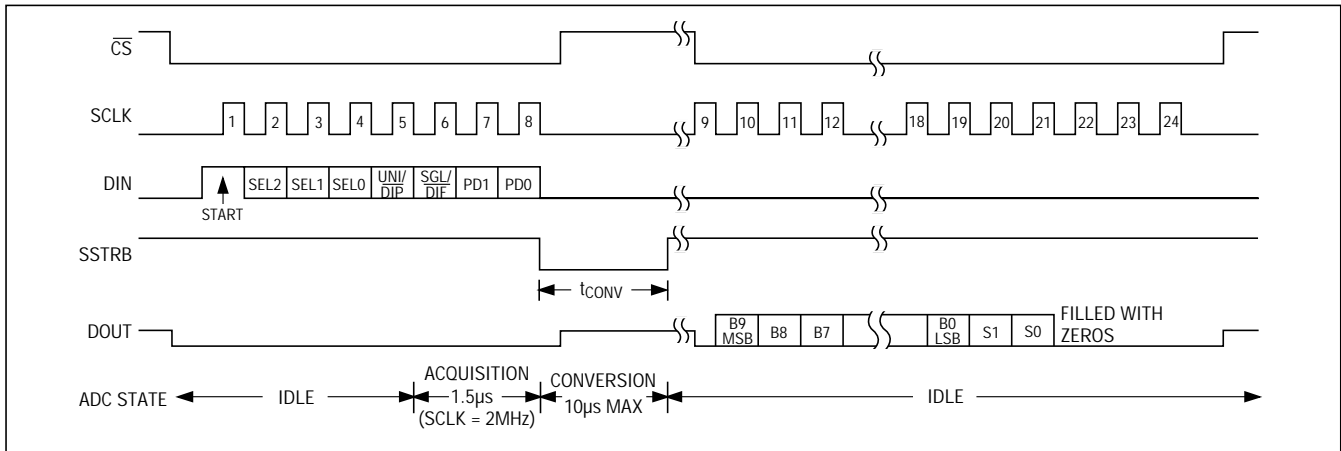 CS
SCLK 1 2 3 4 5 6 7 8 9 10 11 12 18 19 20 21 22 23 24
DIN SEL2 SEL1 SEL0 UNI/DIP SGL/DIF PD1 PD0
START
SSTRB
tCONV
DOUT B9 MSB B8 B7 B0 LSB S1 S0 FILLED WITH ZEROS
ADC STATE IDLE ACQUISITION 1.5µs (SCLK = 2MHz) CONVERSION 10µs MAX IDLE